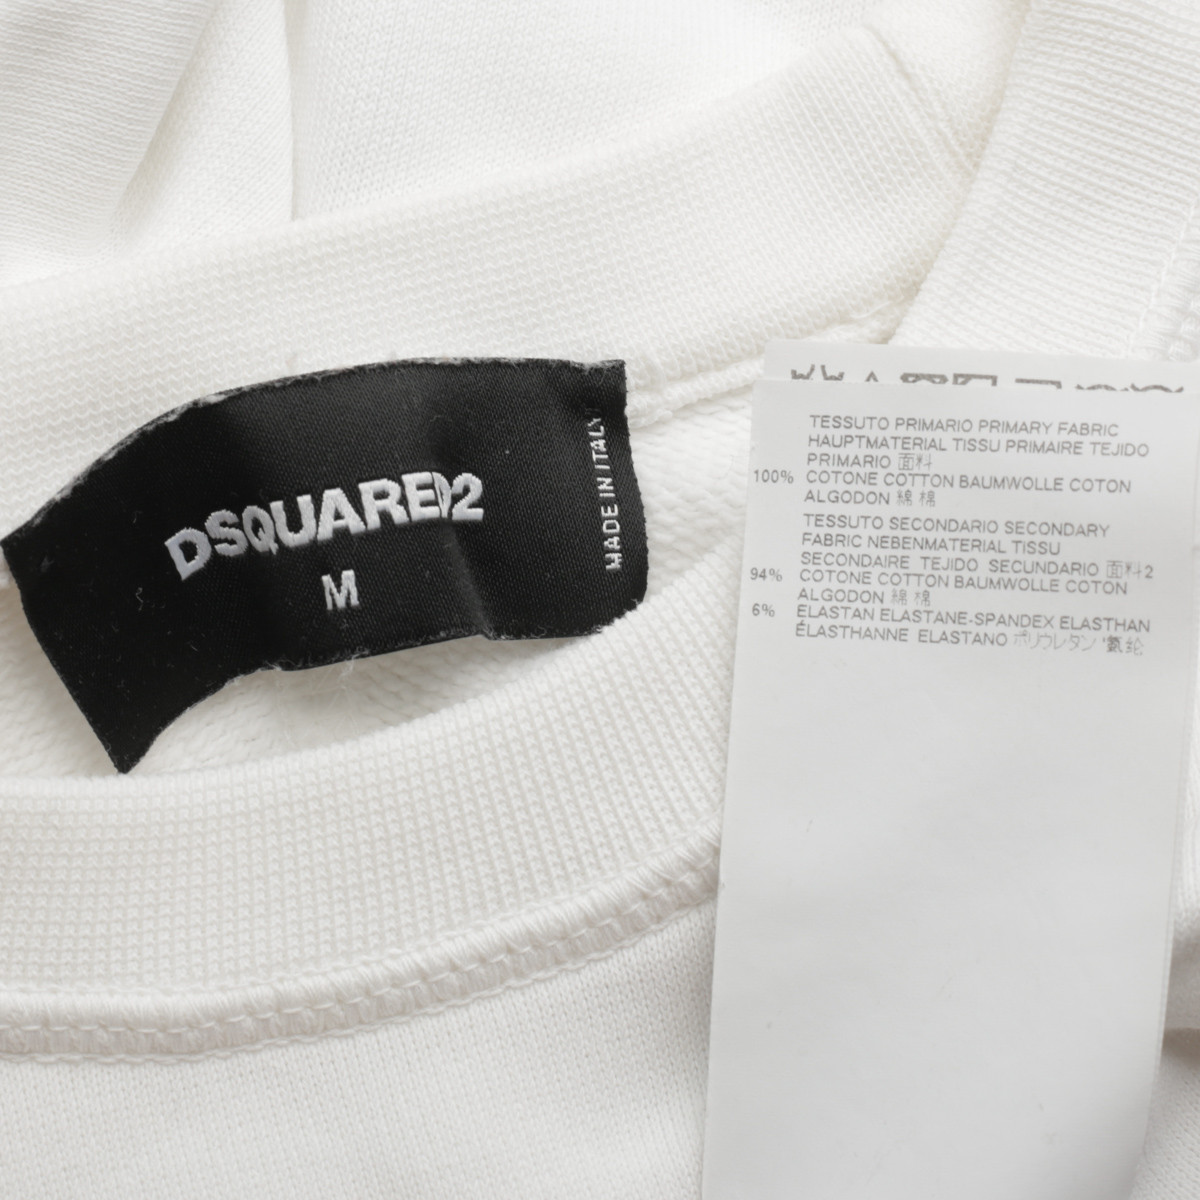 DSQUARED2
M
MADE IN ITALY
TESSUTO PRIMARIO PRIMARY FABRIC
HAUPTMATERIAL TISSU PRIMAIRE TEJIDO
PRIMARIO 面料
100% COTONE COTTON BAUMWOLLE COTON
ALGODON 綿 棉
TESSUTO SECONDARIO SECONDARY
FABRIC NEBENMATERIAL TISSU
SECONDAIRE TEJIDO SECUNDARIO 面料2
94% COTONE COTTON BAUMWOLLE COTON
ALGODON 綿 棉
6% ELASTAN ELASTANE-SPANDEX ELASTHAN
ÉLASTHANNE ELASTANO ポリウレタン 氨纶